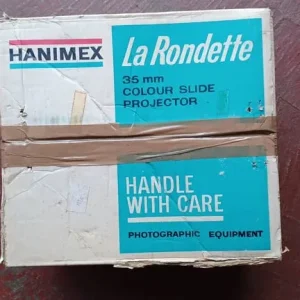 HANIMEX
La Rondette
35 mm
COLOUR SLIDE
PROJECTOR
HANDLE
WITH CARE
PHOTOGRAPHIC EQUIPMENT